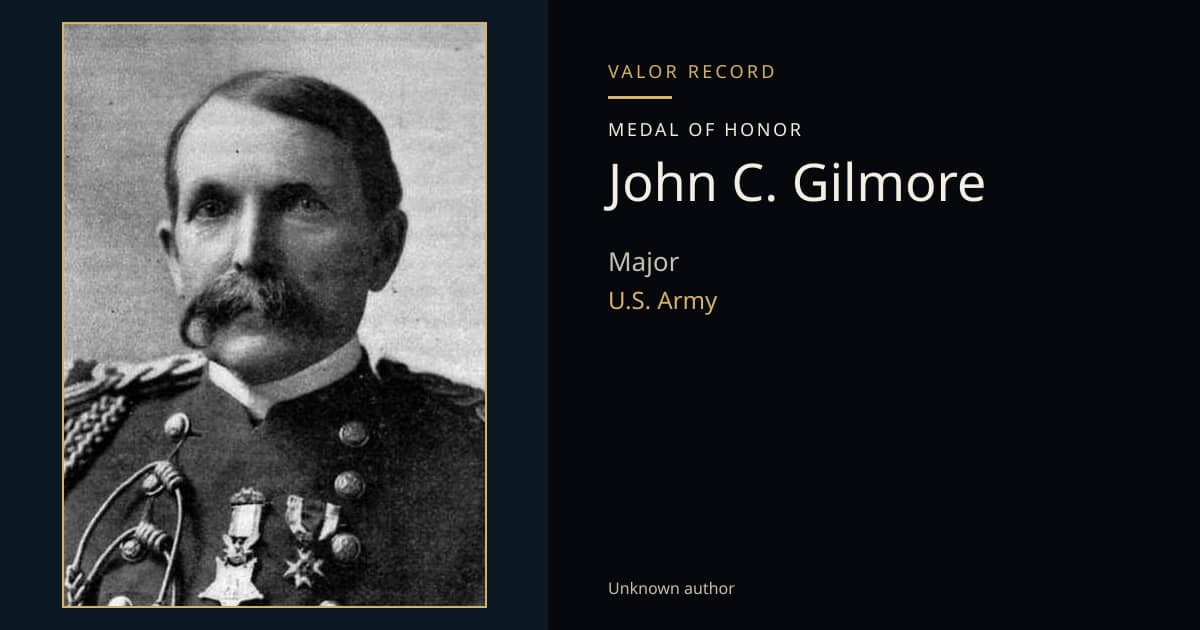 VALOR RECORD
MEDAL OF HONOR
John C. Gilmore
Major
U.S. Army
Unknown author